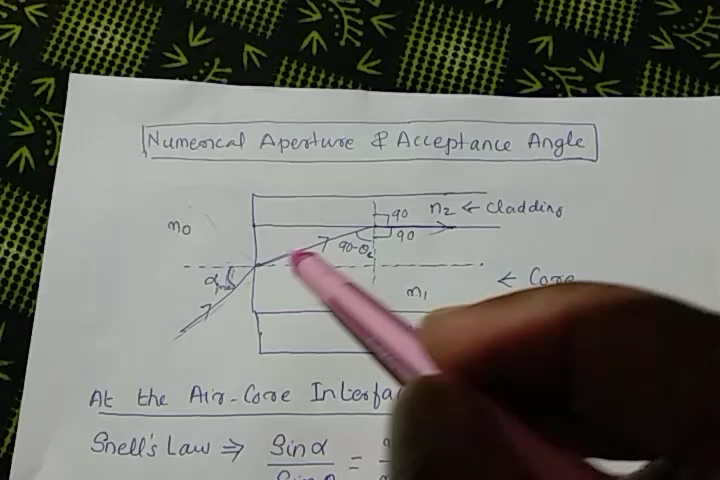 Numerical Aperture & Acceptance Angle
n0
90 n2 ← Cladding
90
90-θc
αmax
← Core
n1
At the Air-Core Interfa
Snell's Law ⇒ Sinα =